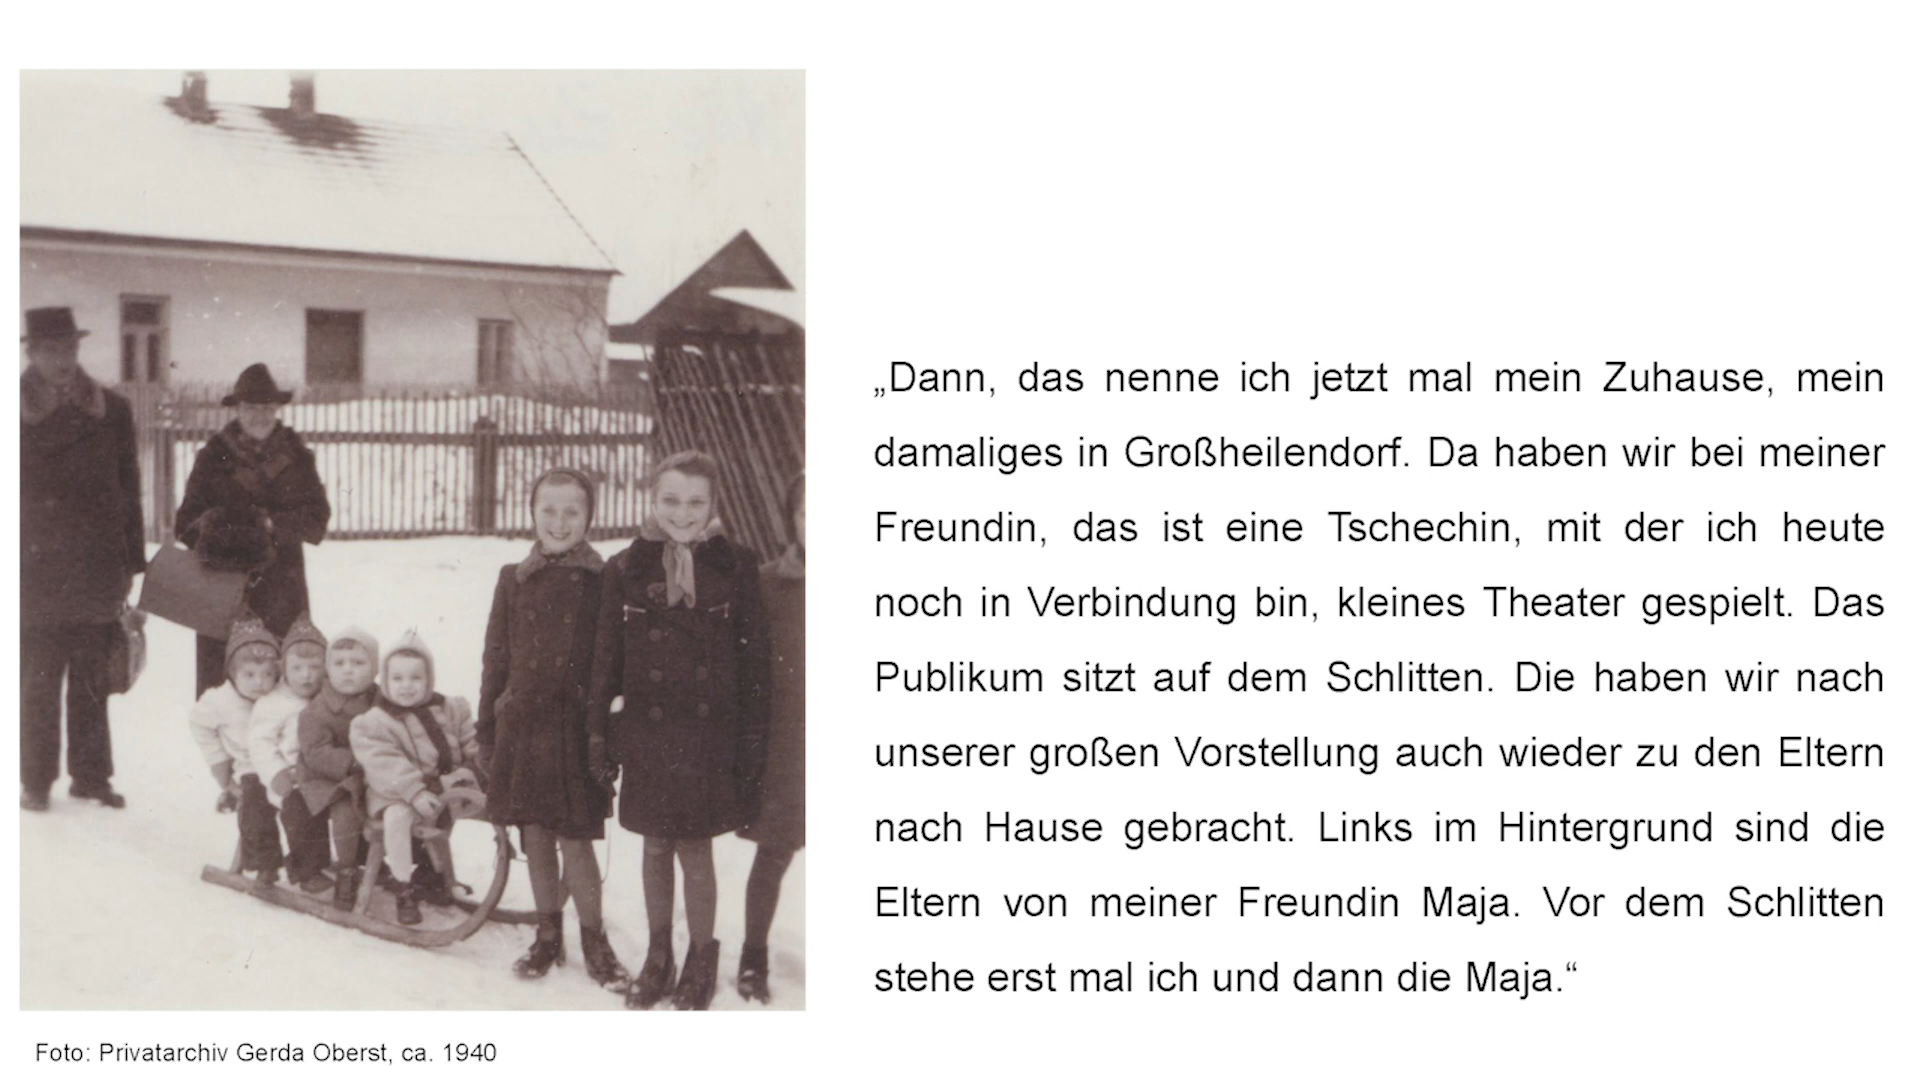 „Dann, das nenne ich jetzt mal mein Zuhause, mein
damaliges in Großheilendorf. Da haben wir bei meiner
Freundin, das ist eine Tschechin, mit der ich heute
noch in Verbindung bin, kleines Theater gespielt. Das
Publikum sitzt auf dem Schlitten. Die haben wir nach
unserer großen Vorstellung auch wieder zu den Eltern
nach Hause gebracht. Links im Hintergrund sind die
Eltern von meiner Freundin Maja. Vor dem Schlitten
stehe erst mal ich und dann die Maja.“
Foto: Privatarchiv Gerda Oberst, ca. 1940